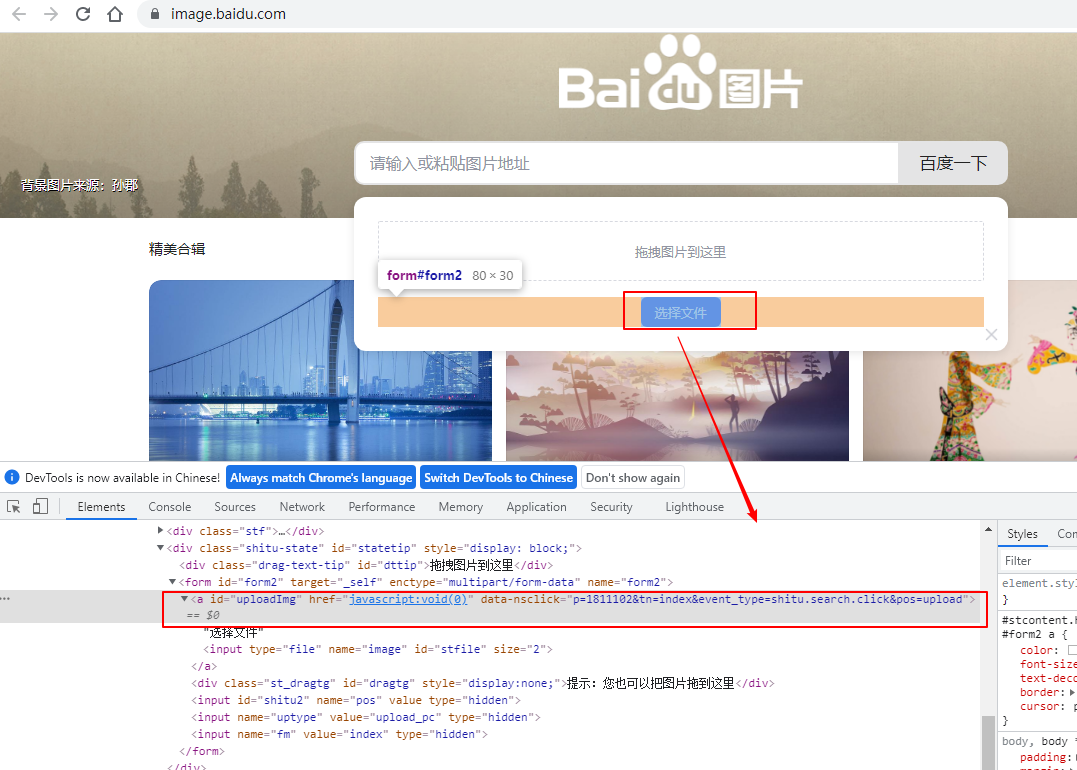 image.baidu.com
Bai du 图片
请输入或粘贴图片地址
百度一下
背景图片来源：孙郡
精美合辑
拖拽图片到这里
form#form2 80 × 30
选择文件
DevTools is now available in Chinese! Always match Chrome's language Switch DevTools to Chinese Don't show again
Elements Console Sources Network Performance Memory Application Security Lighthouse
<div class="stf">…</div>
<div class="shitu-state" id="statetip" style="display: block;">
<div class="drag-text-tip" id="dttip">拖拽图片到这里</div>
<form id="form2" target="_self" enctype="multipart/form-data" name="form2">
<a id="uploadImg" href="javascript:void(0)" data-nsclick="p=1811102&tn=index&event_type=shitu.search.click&pos=upload">
== $0
"选择文件"
<input type="file" name="image" id="stfile" size="2">
</a>
<div class="st_dragtg" id="dragtg" style="display:none;">提示：您也可以把图片拖到这里</div>
<input id="shitu2" name="pos" value type="hidden">
<input name="uptype" value="upload_pc" type="hidden">
<input name="fm" value="index" type="hidden">
</form>
</div>
Styles Com
Filter
element.styl
}
#stcontent.h
#form2 a {
color:
font-size
text-deco
border:
cursor: p
}
body, body *
padding: